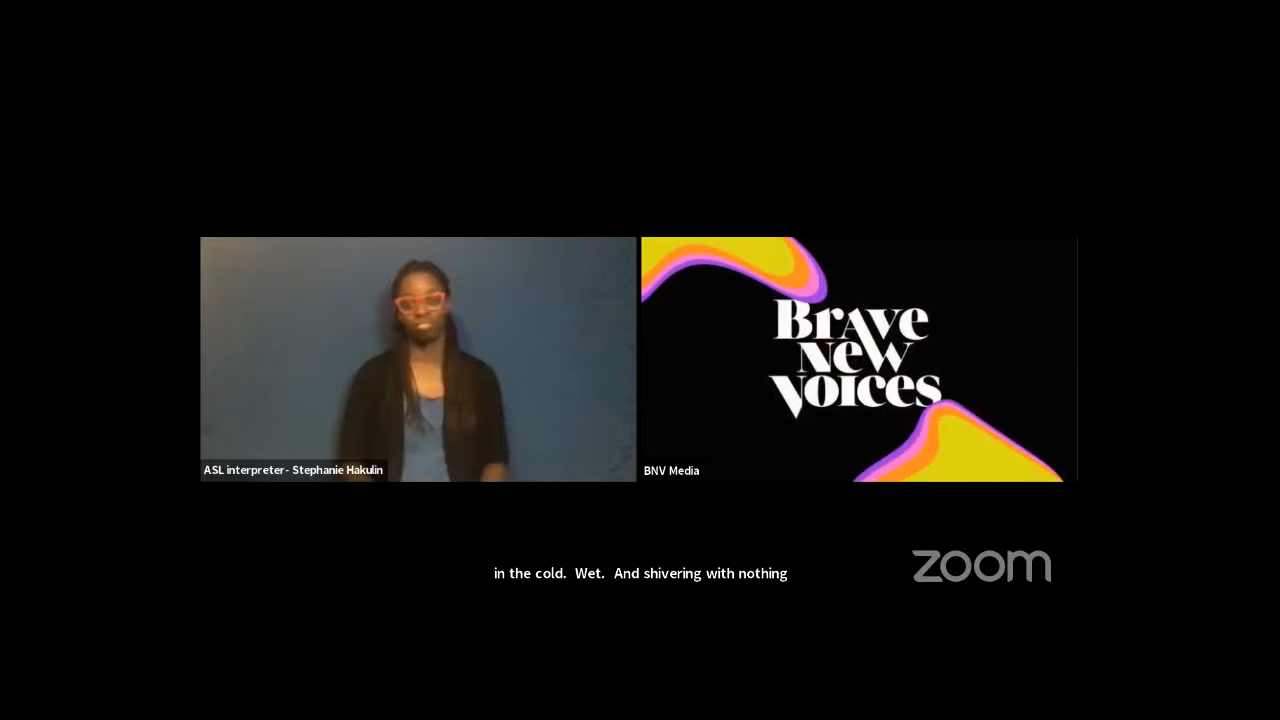 BrAve
New
Voices
ASL interpreter- Stephanie Hakulin
BNV Media
in the cold.  Wet.  And shivering with nothing
zoom